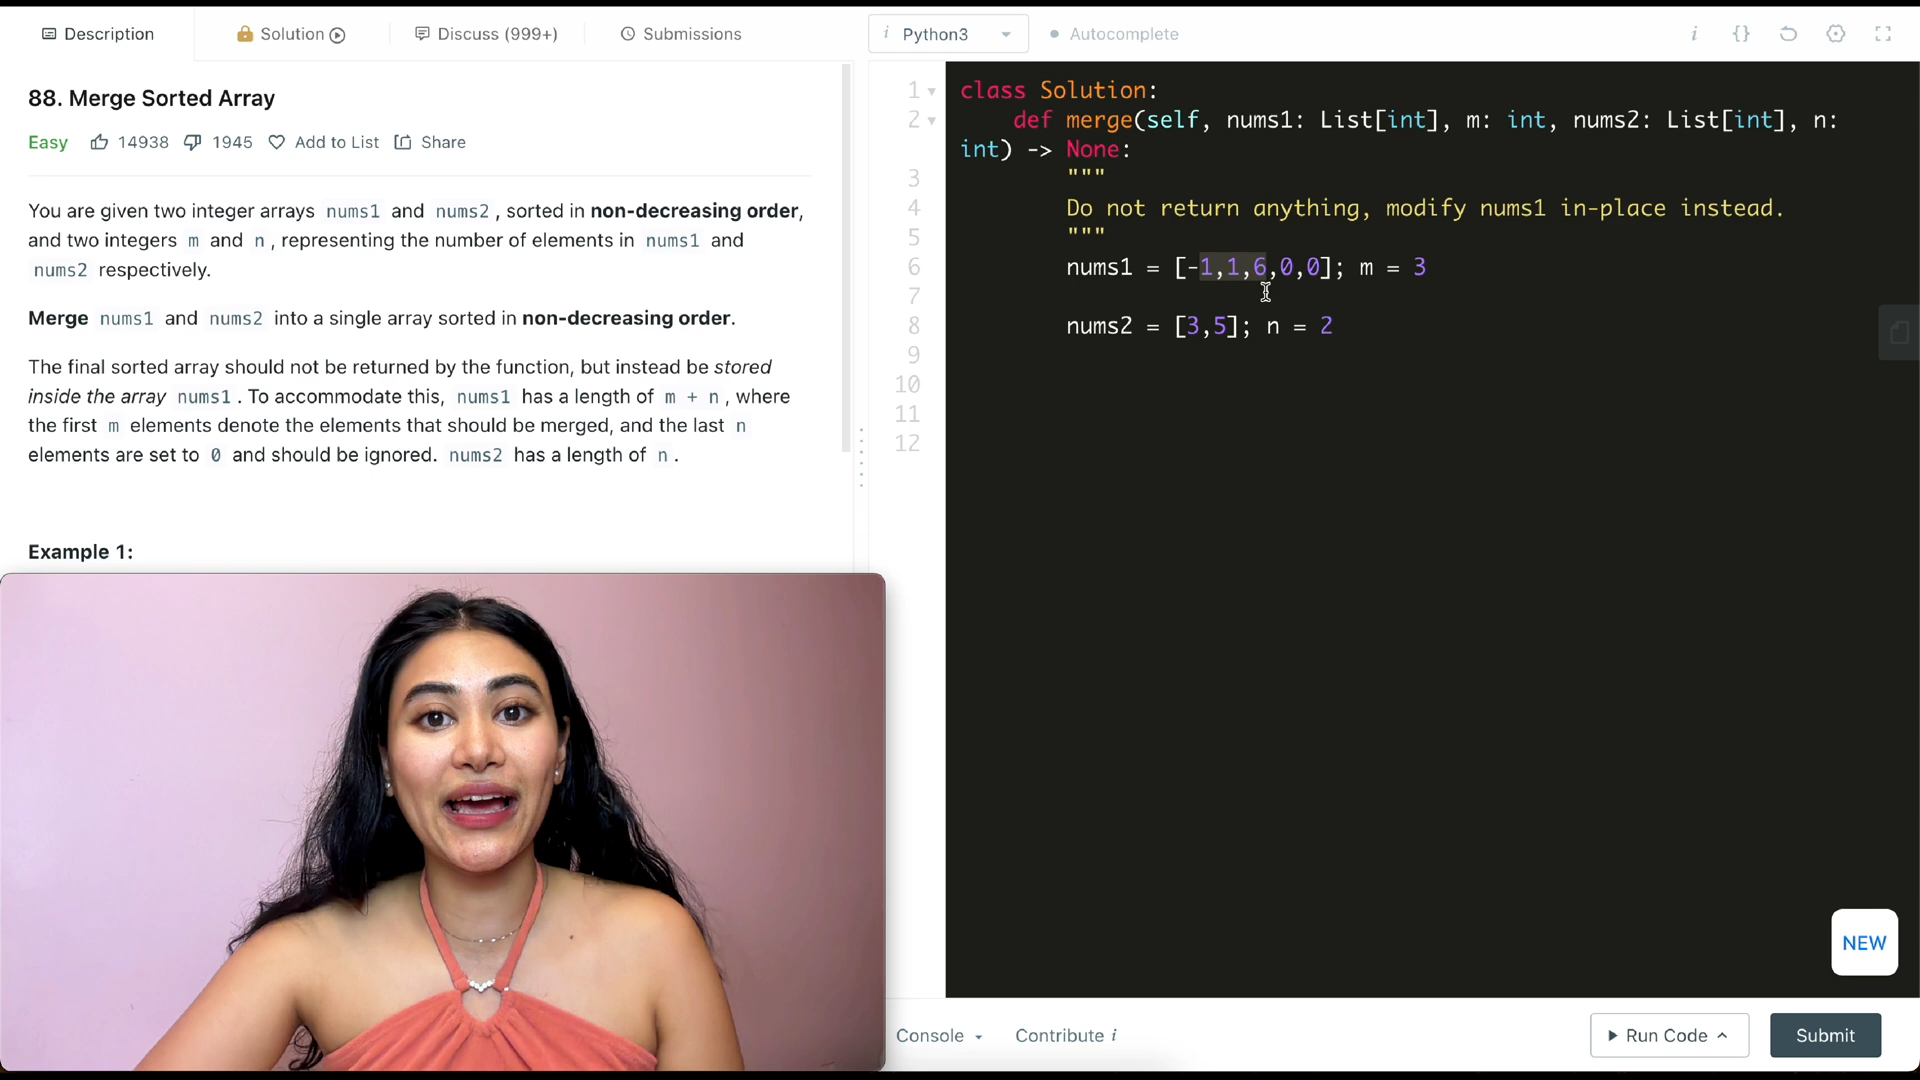 Description
Solution
Discuss (999+)
Submissions
i Python3
Autocomplete
i {}
88. Merge Sorted Array
Easy 14938 1945 Add to List Share
You are given two integer arrays nums1 and nums2, sorted in non-decreasing order,
and two integers m and n, representing the number of elements in nums1 and
nums2 respectively.
Merge nums1 and nums2 into a single array sorted in non-decreasing order.
The final sorted array should not be returned by the function, but instead be stored
inside the array nums1. To accommodate this, nums1 has a length of m + n, where
the first m elements denote the elements that should be merged, and the last n
elements are set to 0 and should be ignored. nums2 has a length of n.
Example 1:
1 class Solution:
2 def merge(self, nums1: List[int], m: int, nums2: List[int], n:
int) -> None:
3 """
4 Do not return anything, modify nums1 in-place instead.
5 """
6 nums1 = [-1,1,6,0,0]; m = 3
7
8 nums2 = [3,5]; n = 2
9
10
11
12
NEW
Console
Contribute i
Run Code
Submit